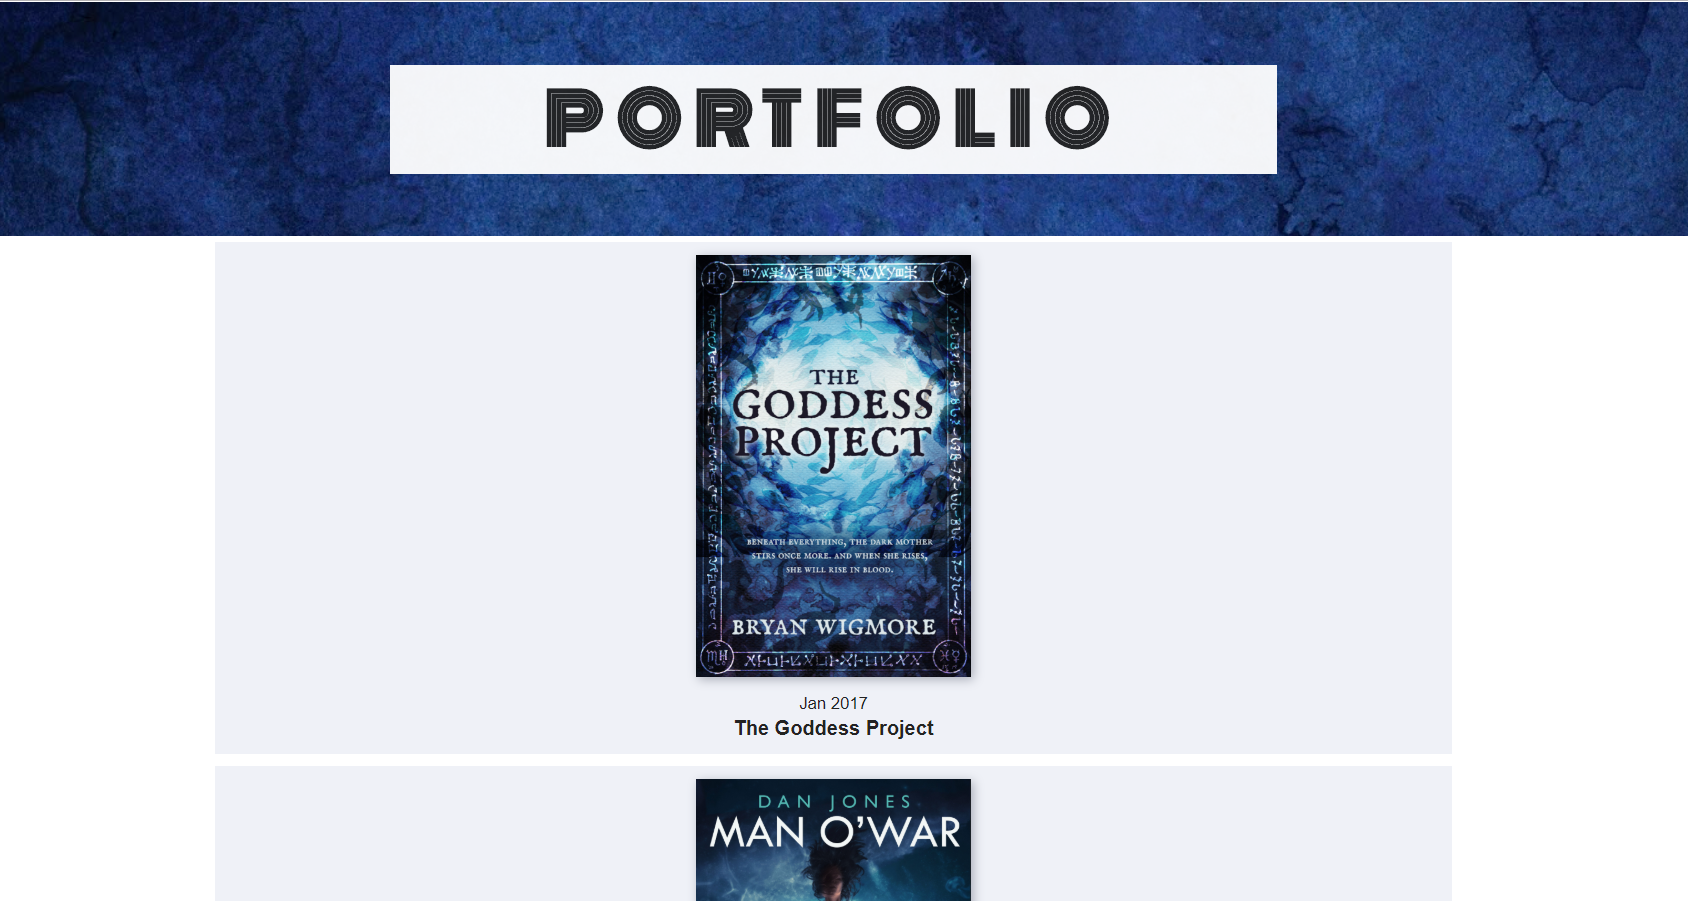 PORTFOLIO
THE
GODDESS
PROJECT
BENEATH EVERYTHING, THE DARK MOTHER
STIRS ONCE MORE. AND WHEN SHE RISES,
SHE WILL RISE IN BLOOD.
BRYAN WIGMORE
Jan 2017
The Goddess Project
DAN JONES
MAN O'WAR